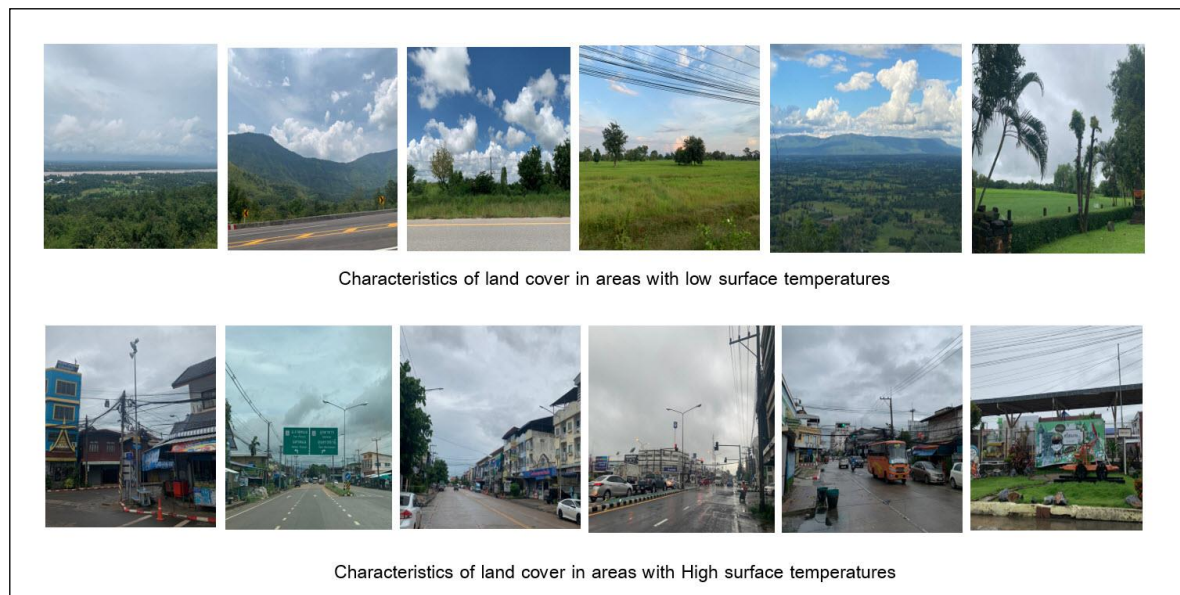 Characteristics of land cover in areas with low surface temperatures
Characteristics of land cover in areas with High surface temperatures